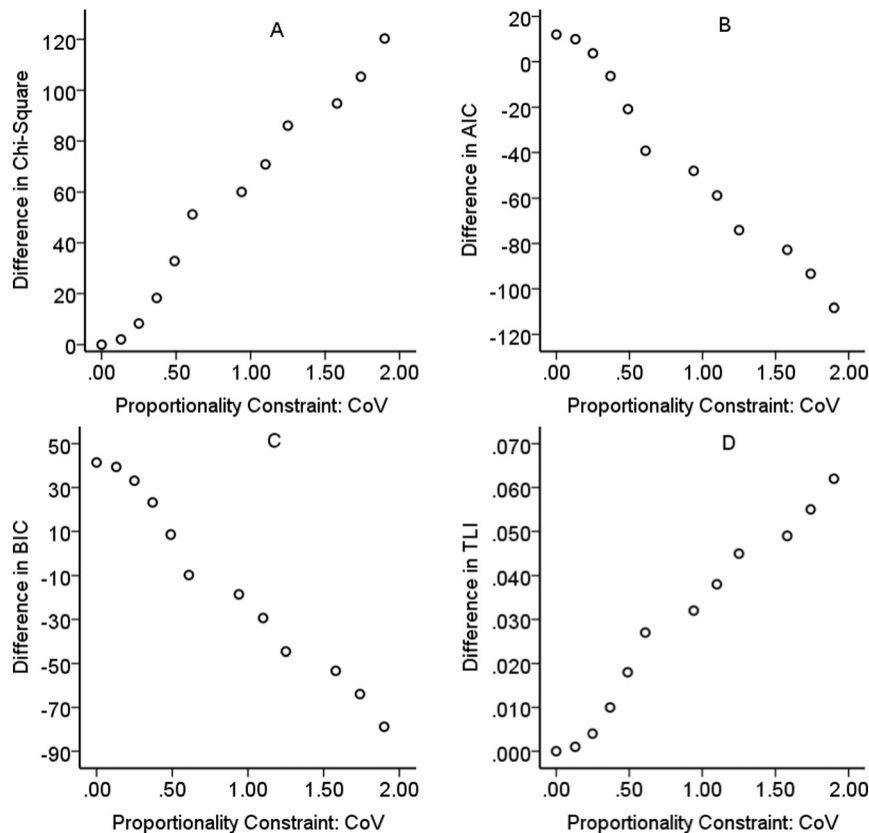 A
Difference in Chi-Square
120
100
80
60
40
20
0
.00 .50 1.00 1.50 2.00
Proportionality Constraint: CoV
B
Difference in AIC
20
0
-20
-40
-60
-80
-100
-120
.00 .50 1.00 1.50 2.00
Proportionality Constraint: CoV
C
Difference in BIC
50
30
10
-10
-30
-50
-70
-90
.00 .50 1.00 1.50 2.00
Proportionality Constraint: CoV
D
Difference in TLI
.070
.060
.050
.040
.030
.020
.010
.000
.00 .50 1.00 1.50 2.00
Proportionality Constraint: CoV